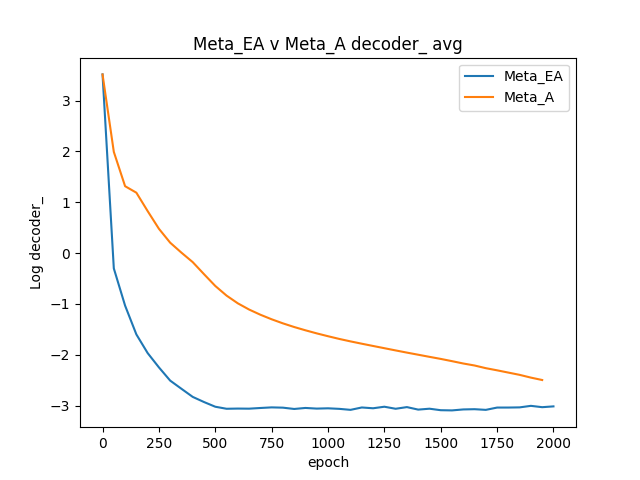 Meta_EA v Meta_A decoder_ avg
Meta_EA
Meta_A
Log decoder_
3
2
1
0
−1
−2
−3
0 250 500 750 1000 1250 1500 1750 2000
epoch